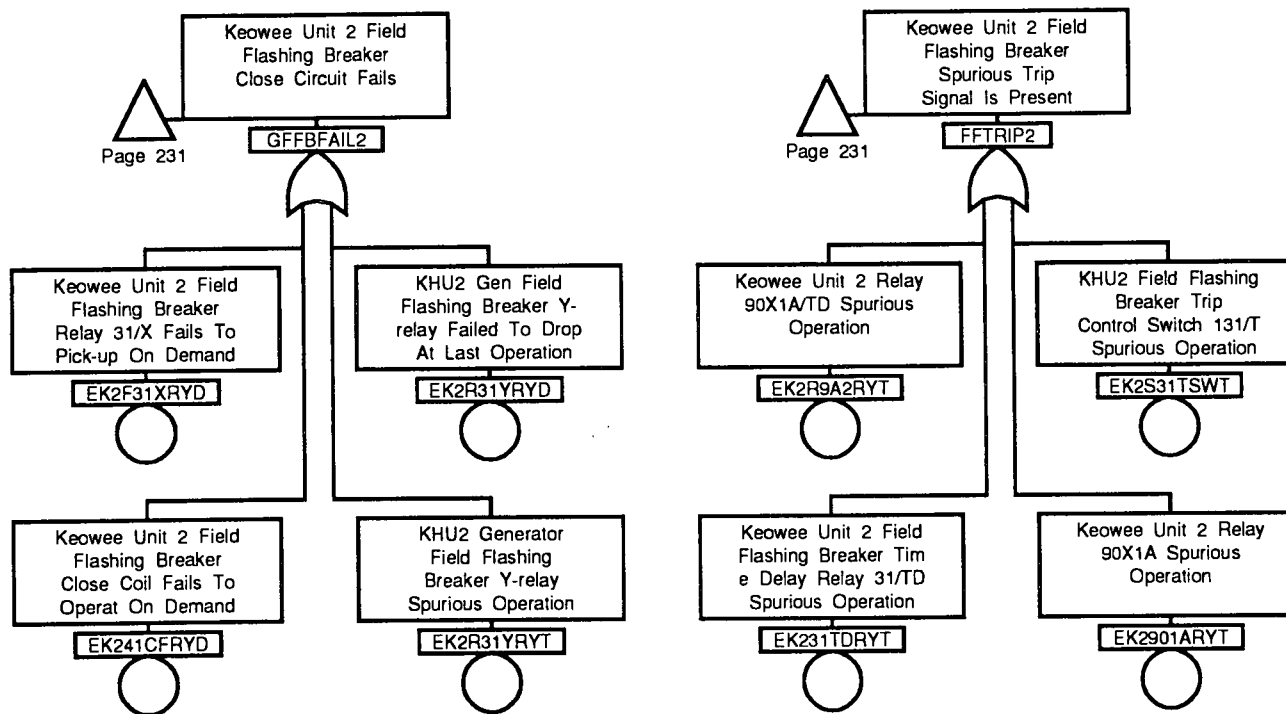 Keowee Unit 2 Field
Flashing Breaker
Close Circuit Fails
Page 231
GFFBFAIL2
Keowee Unit 2 Field
Flashing Breaker
Relay 31/X Fails To
Pick-up On Demand
EK2F31XRYD
KHU2 Gen Field
Flashing Breaker Y-
relay Failed To Drop
At Last Operation
EK2R31YRYD
Keowee Unit 2 Field
Flashing Breaker
Close Coil Fails To
Operat On Demand
EK241CFRYD
KHU2 Generator
Field Flashing
Breaker Y-relay
Spurious Operation
EK2R31YRYT
Keowee Unit 2 Field
Flashing Breaker
Spurious Trip
Signal Is Present
Page 231
FFTRIP2
Keowee Unit 2 Relay
90X1A/TD Spurious
Operation
EK2R9A2RYT
KHU2 Field Flashing
Breaker Trip
Control Switch 131/T
Spurious Operation
EK2S31TSWT
Keowee Unit 2 Field
Flashing Breaker Tim
e Delay Relay 31/TD
Spurious Operation
EK231TDRYT
Keowee Unit 2 Relay
90X1A Spurious
Operation
EK2901ARYT